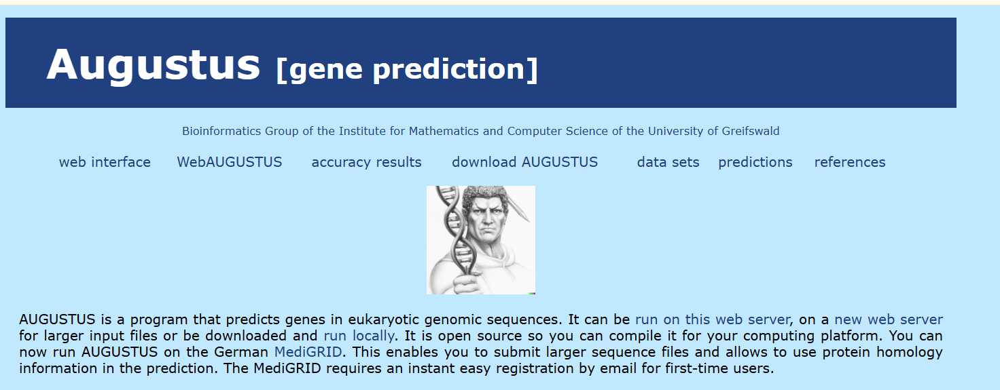 Augustus [gene prediction]
Bioinformatics Group of the Institute for Mathematics and Computer Science of the University of Greifswald
web interface WebAUGUSTUS accuracy results download AUGUSTUS data sets predictions references
AUGUSTUS is a program that predicts genes in eukaryotic genomic sequences. It can be run on this web server, on a new web server
for larger input files or be downloaded and run locally. It is open source so you can compile it for your computing platform. You can
now run AUGUSTUS on the German MediGRID. This enables you to submit larger sequence files and allows to use protein homology
information in the prediction. The MediGRID requires an instant easy registration by email for first-time users.